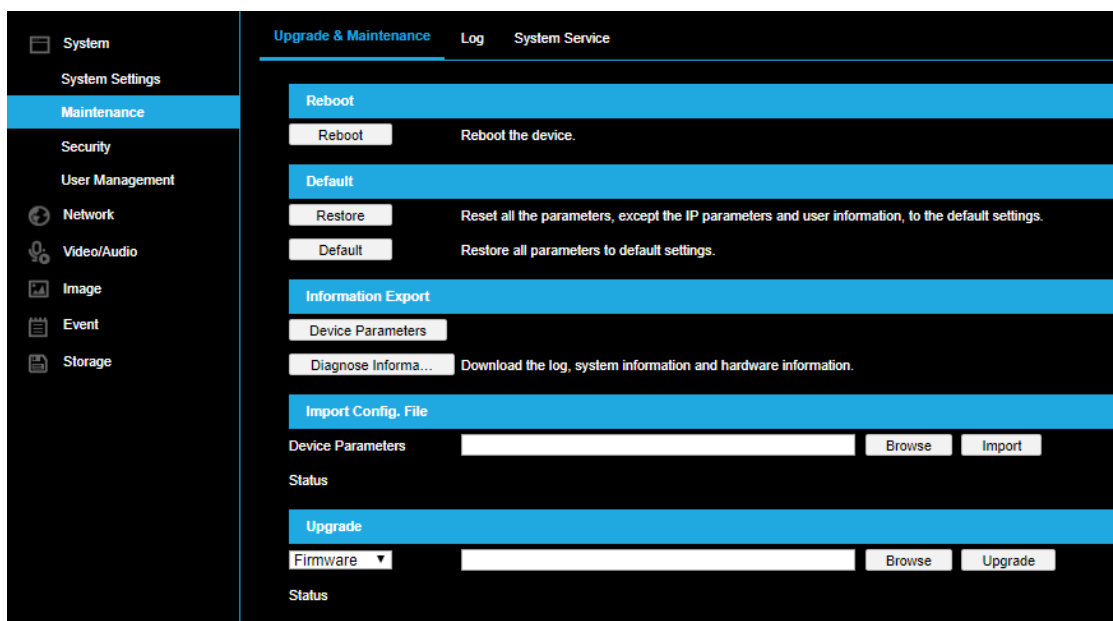 System
System Settings
Maintenance
Security
User Management
Network
Video/Audio
Image
Event
Storage
Upgrade & Maintenance Log System Service
Reboot
Reboot Reboot the device.
Default
Restore Reset all the parameters, except the IP parameters and user information, to the default settings.
Default Restore all parameters to default settings.
Information Export
Device Parameters
Diagnose Informa... Download the log, system information and hardware information.
Import Config. File
Device Parameters Browse Import
Status
Upgrade
Firmware Browse Upgrade
Status